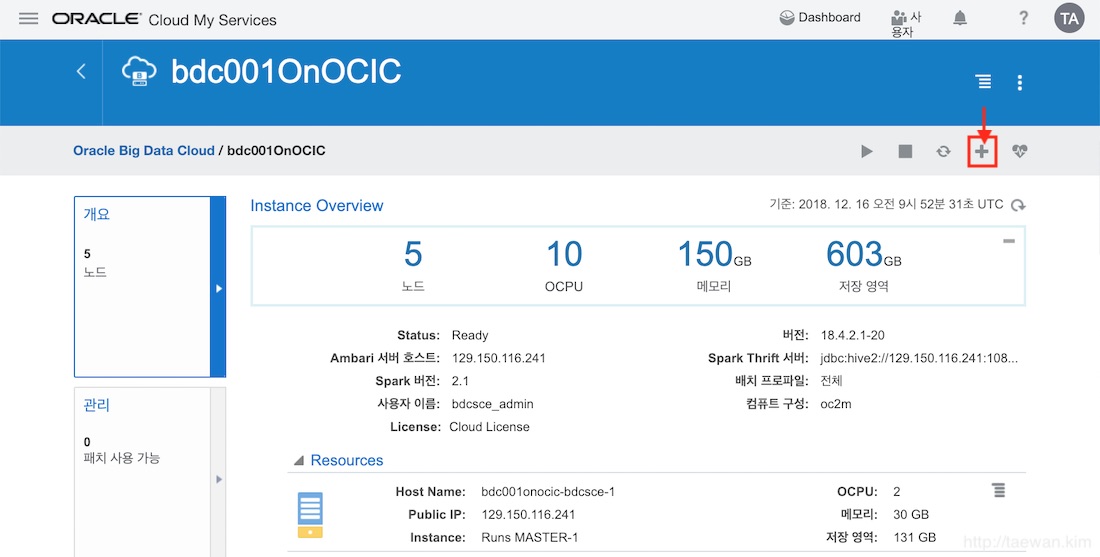 ORACLE Cloud My Services
Dashboard
사
용자
?
TA
bdc001OnOCIC
Oracle Big Data Cloud / bdc001OnOCIC
개요
5
노드
관리
0
패치 사용 가능
Instance Overview
기준: 2018. 12. 16 오전 9시 52분 31초 UTC
5 10 150GB 603GB
노드 OCPU 메모리 저장 영역
Status: Ready 버전: 18.4.2.1-20
Ambari 서버 호스트: 129.150.116.241 Spark Thrift 서버: jdbc:hive2://129.150.116.241:108...
Spark 버전: 2.1 배치 프로파일: 전체
사용자 이름: bdcsce_admin 컴퓨트 구성: oc2m
License: Cloud License
Resources
Host Name: bdc001onocic-bdcsce-1 OCPU: 2
Public IP: 129.150.116.241 메모리: 30 GB
Instance: Runs MASTER-1 저장 영역: 131 GB
http://taewan.kim